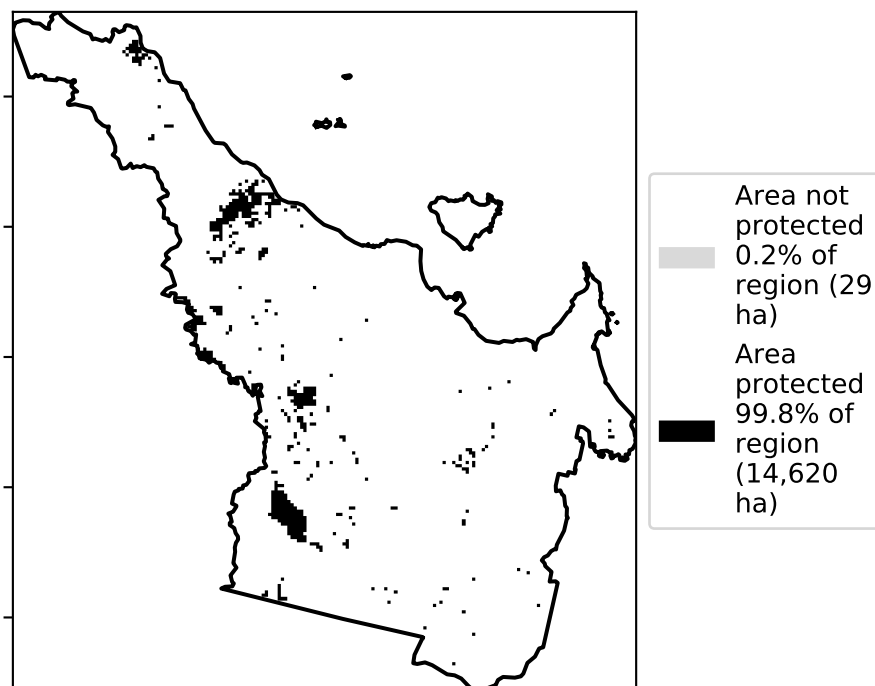 Area not
protected
0.2% of
region (29
ha)
Area
protected
99.8% of
region
(14,620
ha)